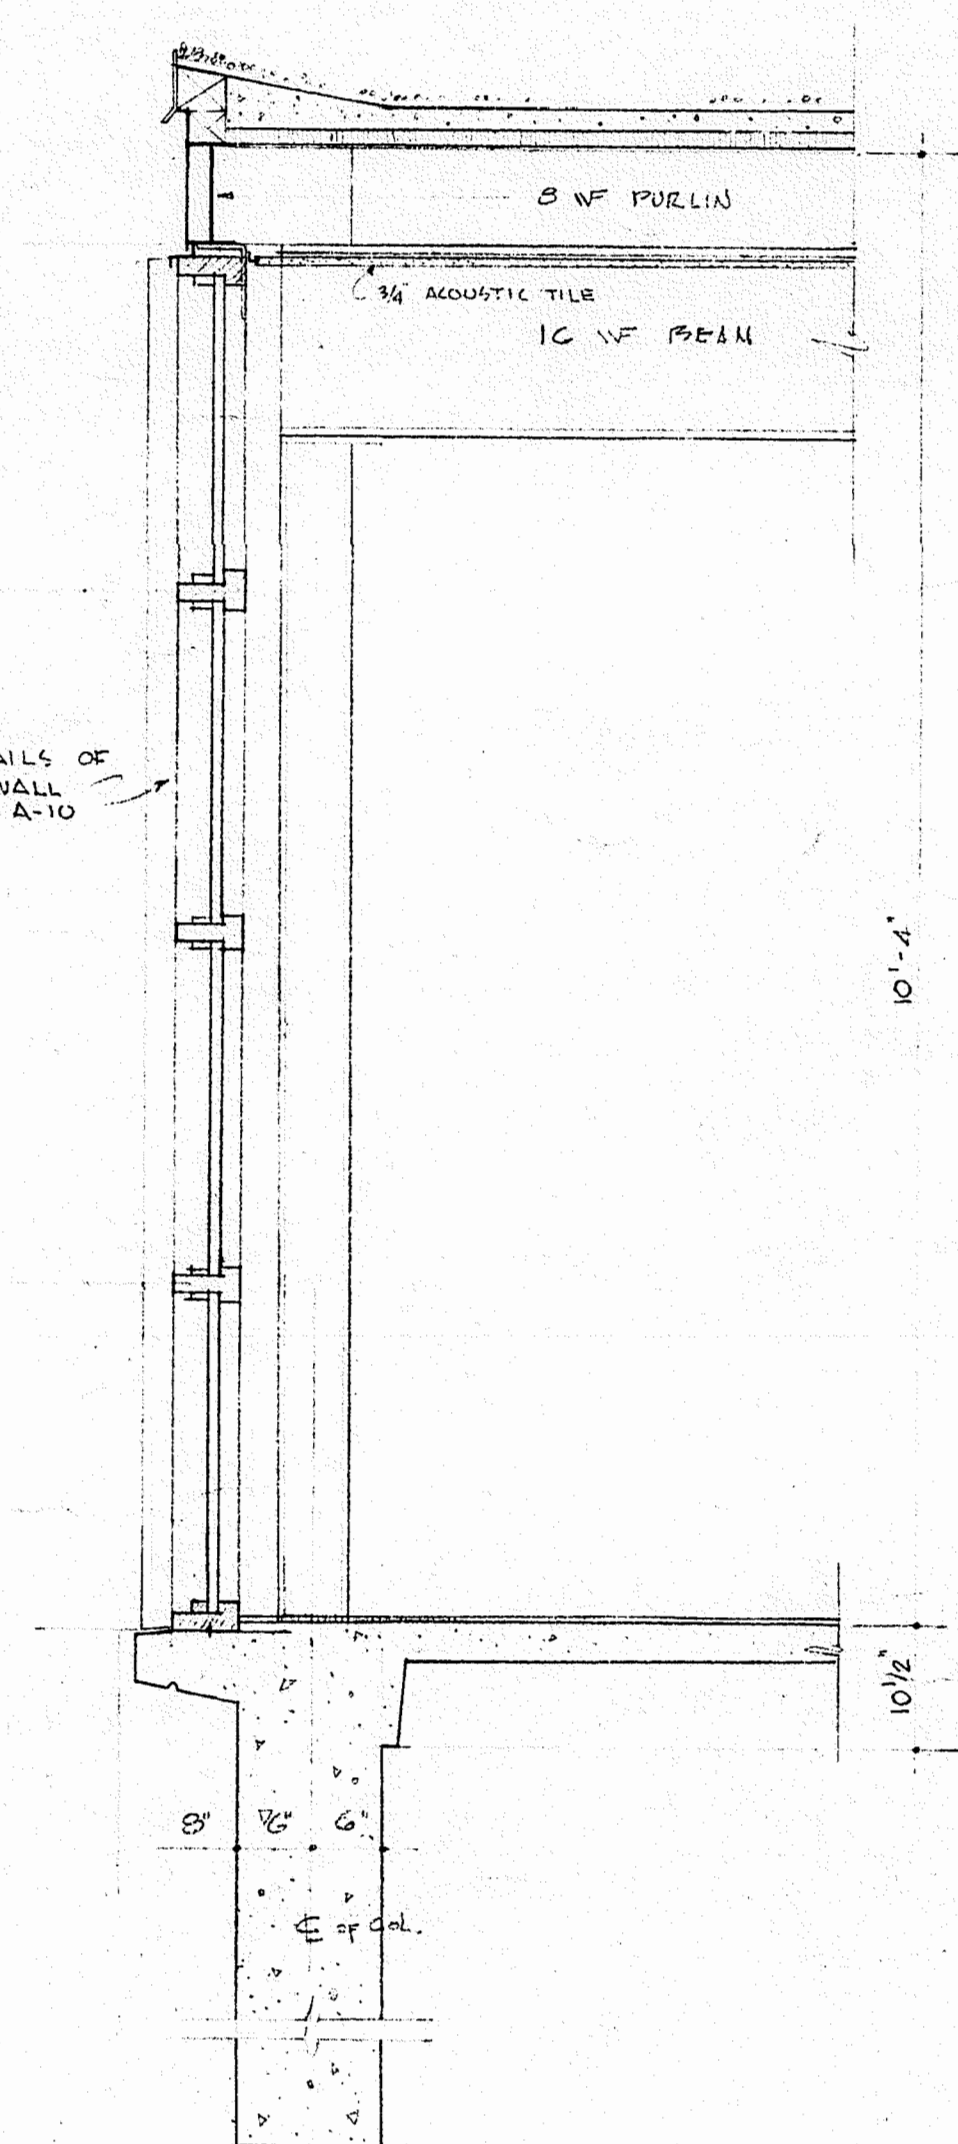 8 WF PURLIN
3/4" ACOUSTIC TILE
16 WF BEAM
AILS OF
WALL
A-10
10'-4"
10 1/2"
8" 6" 6"
℄ OF COL.